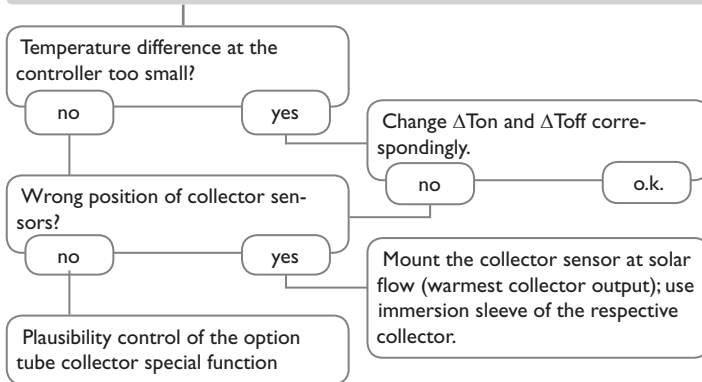 Temperature difference at the
controller too small?
no
yes
Change ΔTon and ΔToff corre-
spondingly.
no
o.k.
Wrong position of collector sen-
sors?
no
yes
Mount the collector sensor at solar
flow (warmest collector output); use
immersion sleeve of the respective
collector.
Plausibility control of the option
tube collector special function